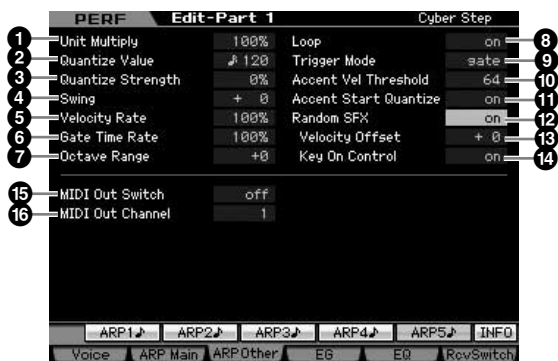 PERF Edit-Part 1 Cyber Step
1 Unit Multiply 100% Loop on 8
2 Quantize Value ♪120 Trigger Mode gate 9
3 Quantize Strength 0% Accent Vel Threshold 64 10
4 Swing + 0 Accent Start Quantize on 11
5 Velocity Rate 100% Random SFX on 12
6 Gate Time Rate 100% Velocity Offset + 0 13
7 Octave Range +0 Key On Control on 14
15 MIDI Out Switch off
16 MIDI Out Channel 1
ARP1♪ ARP2♪ ARP3♪ ARP4♪ ARP5♪ INFO
Voice ARP Main ARP Other EG EQ RcvSwitch